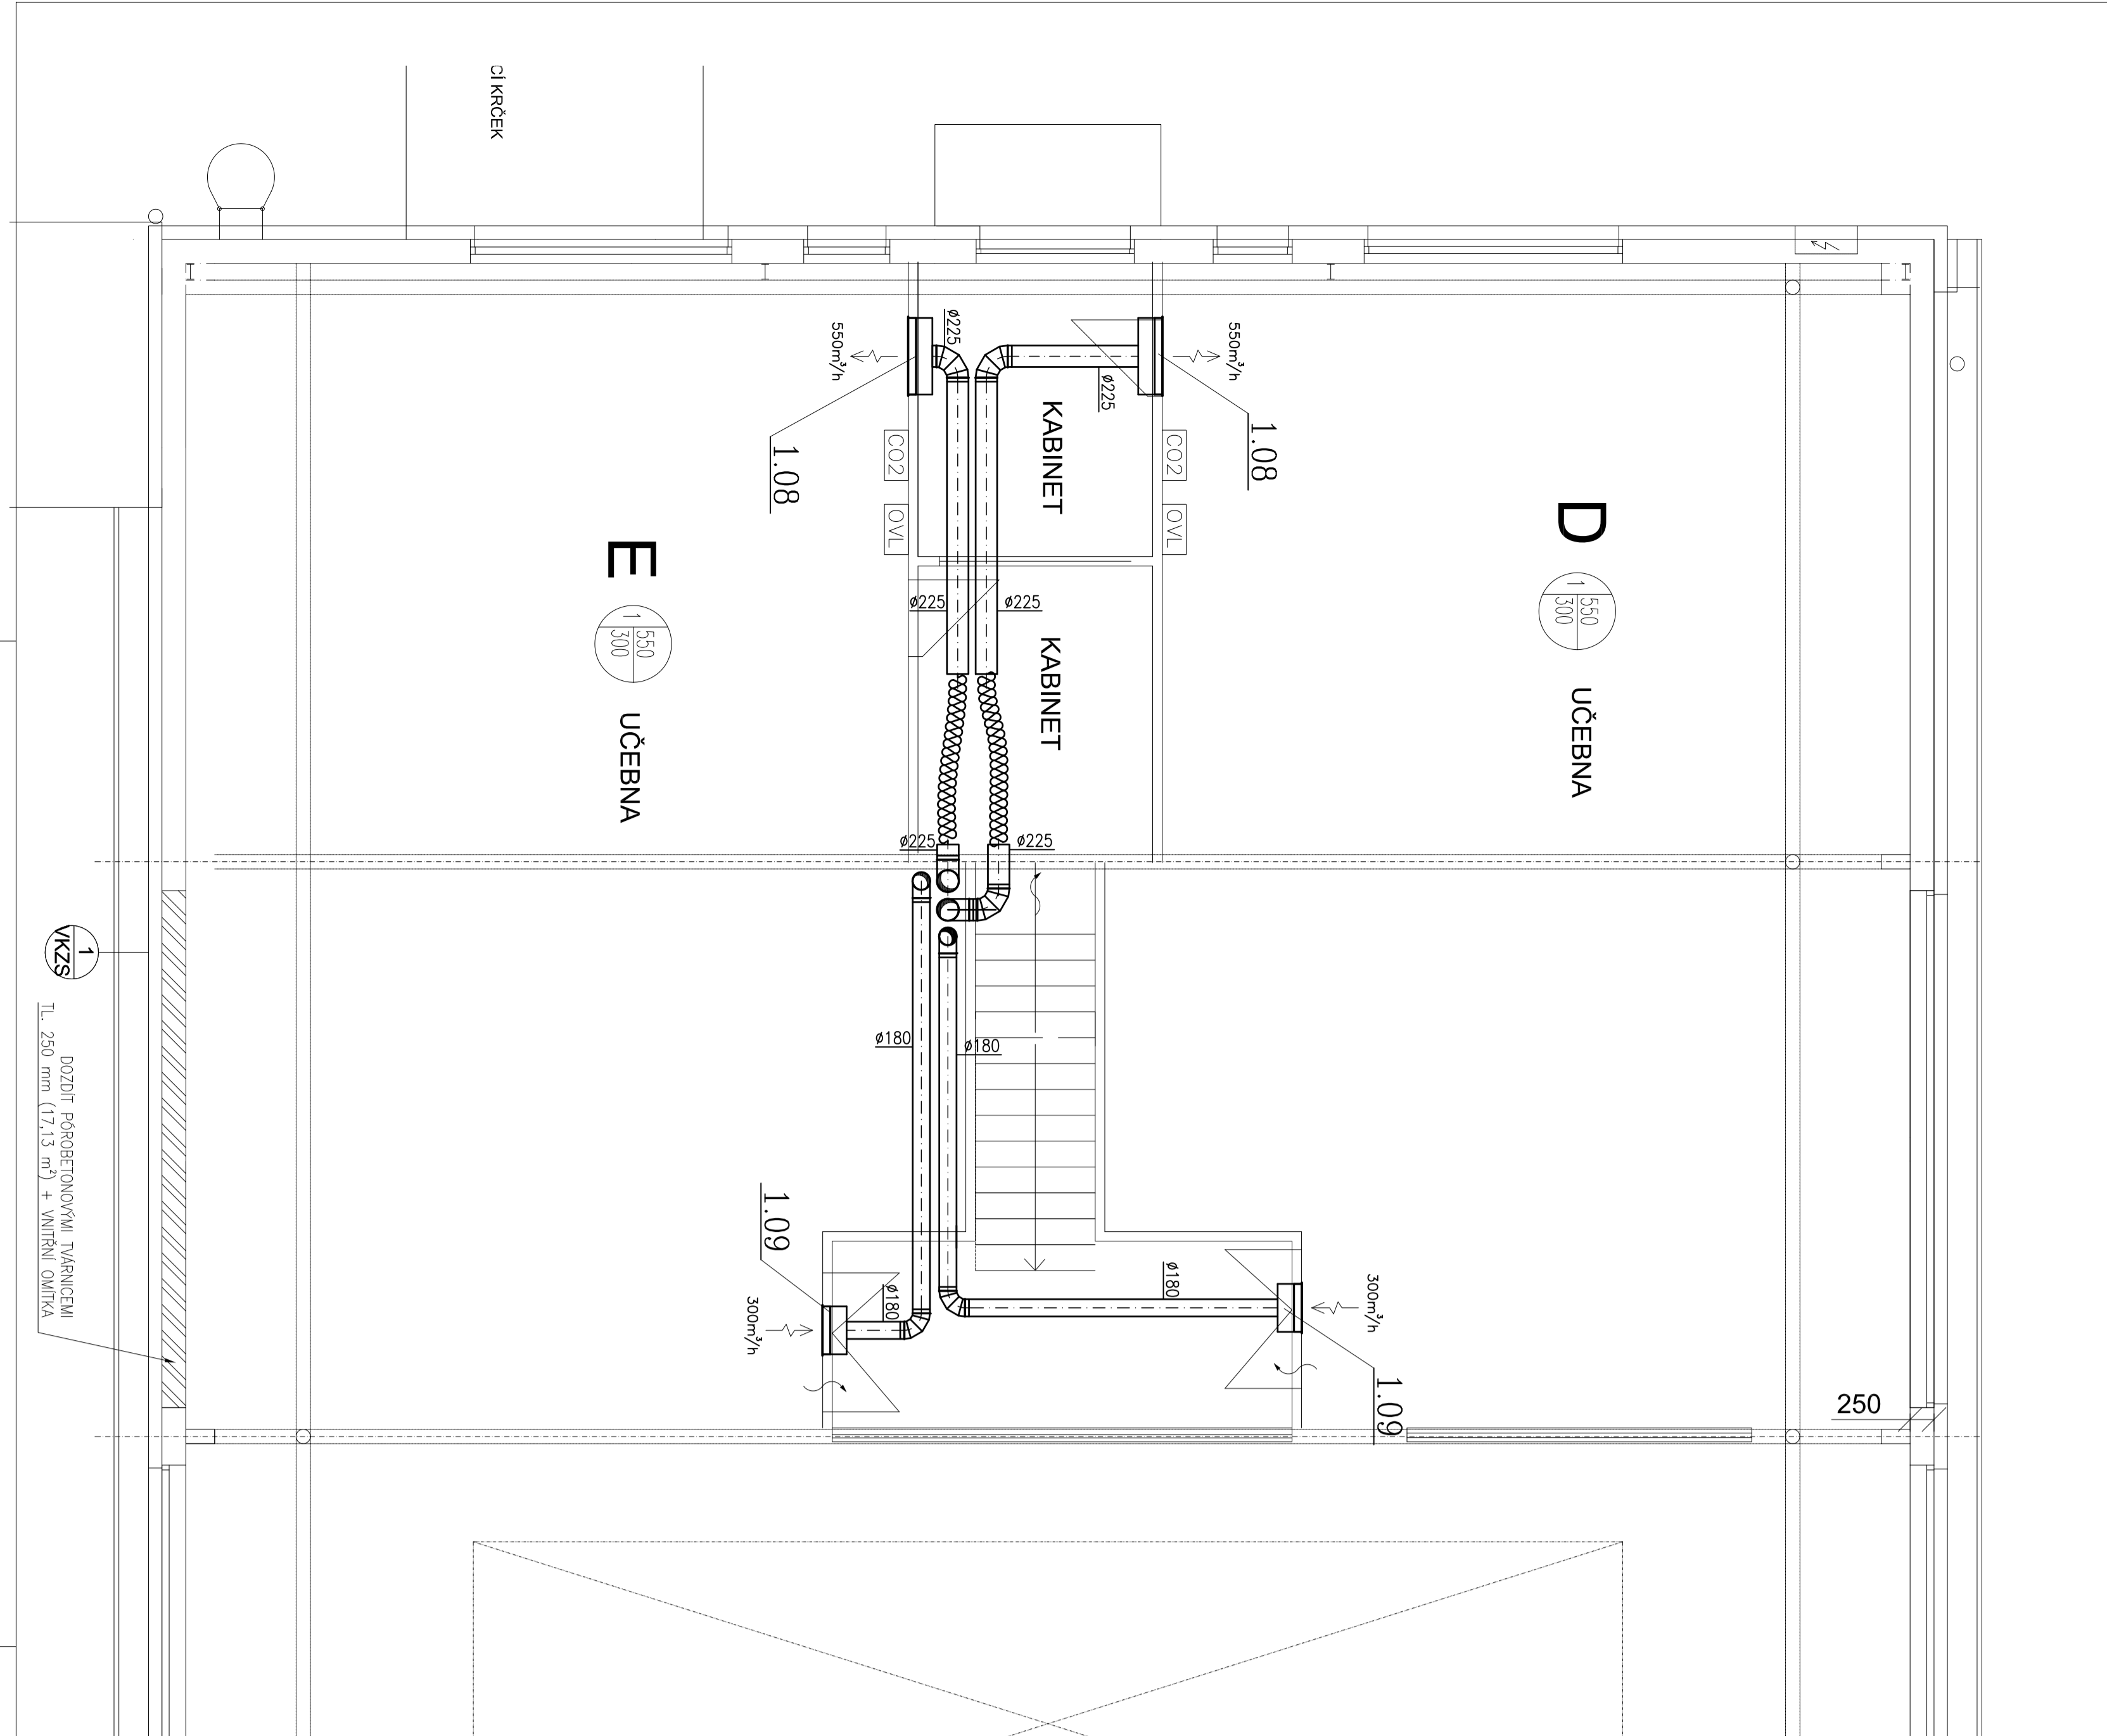 CÍ KRČEK
550m³/h
ø225
550m³/h
ø225
1.08
1.08
CO2
OVL
CO2
OVL
KABINET
KABINET
D
1
550
300
UČEBNA
E
1
550
300
UČEBNA
ø225
ø225
ø225
ø225
ø180
ø180
ø180
ø180
1.09
1.09
300m³/h
300m³/h
250
1
VKZS
DOZDÍT PÓROBETONOVÝMI TVÁRNICEMI
TL. 250 mm (17,13 m²) + VNITŘNÍ OMÍTKA